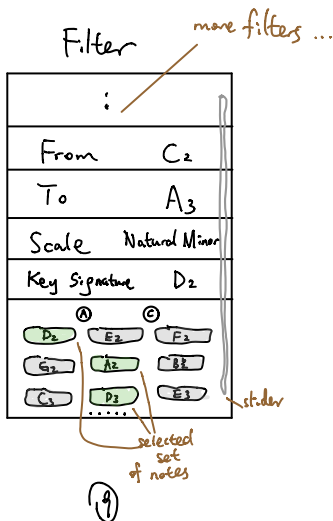 more filters ...
Filter
:
From C2
To A3
Scale Natural Minor
Key Signature D2
A C
D2 E2 F2
G2 A2 B2
C3 D3 E3
......
slider
selected
set
of notes
9